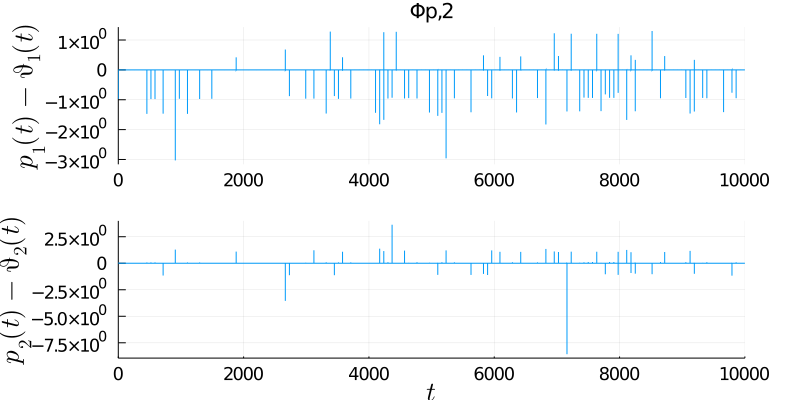 Φp,2
p₁(t) − ϑ₁(t)
1×10⁰
0
−1×10⁰
−2×10⁰
−3×10⁰
0 2000 4000 6000 8000 10000
p₂(t) − ϑ₂(t)
2.5×10⁰
0
−2.5×10⁰
−5.0×10⁰
−7.5×10⁰
0 2000 4000 6000 8000 10000
t